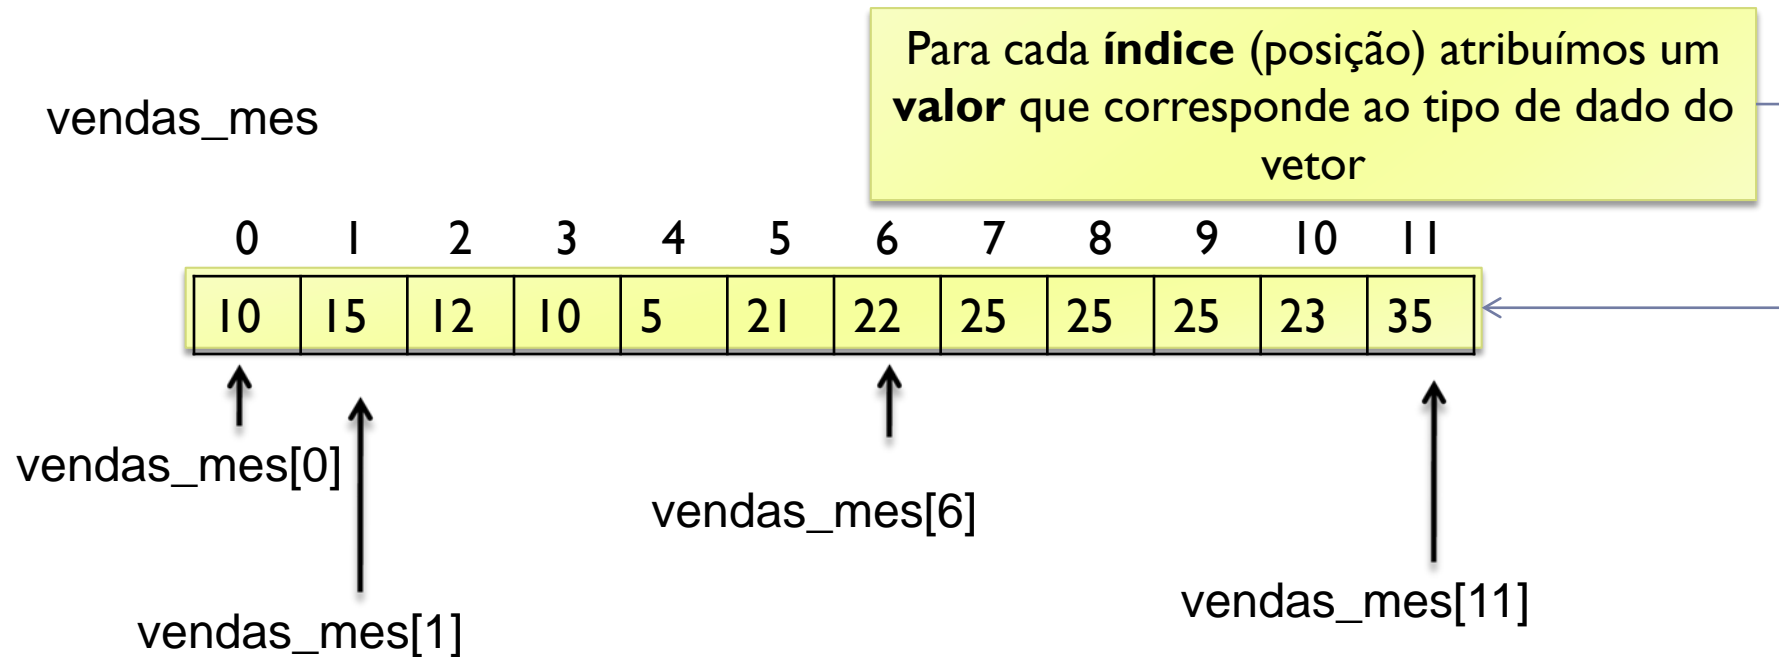 Para cada índice (posição) atribuímos um
valor que corresponde ao tipo de dado do
vetor
vendas_mes
0 1 2 3 4 5 6 7 8 9 10 11
10 15 12 10 5 21 22 25 25 25 23 35
vendas_mes[0]
vendas_mes[6]
vendas_mes[11]
vendas_mes[1]